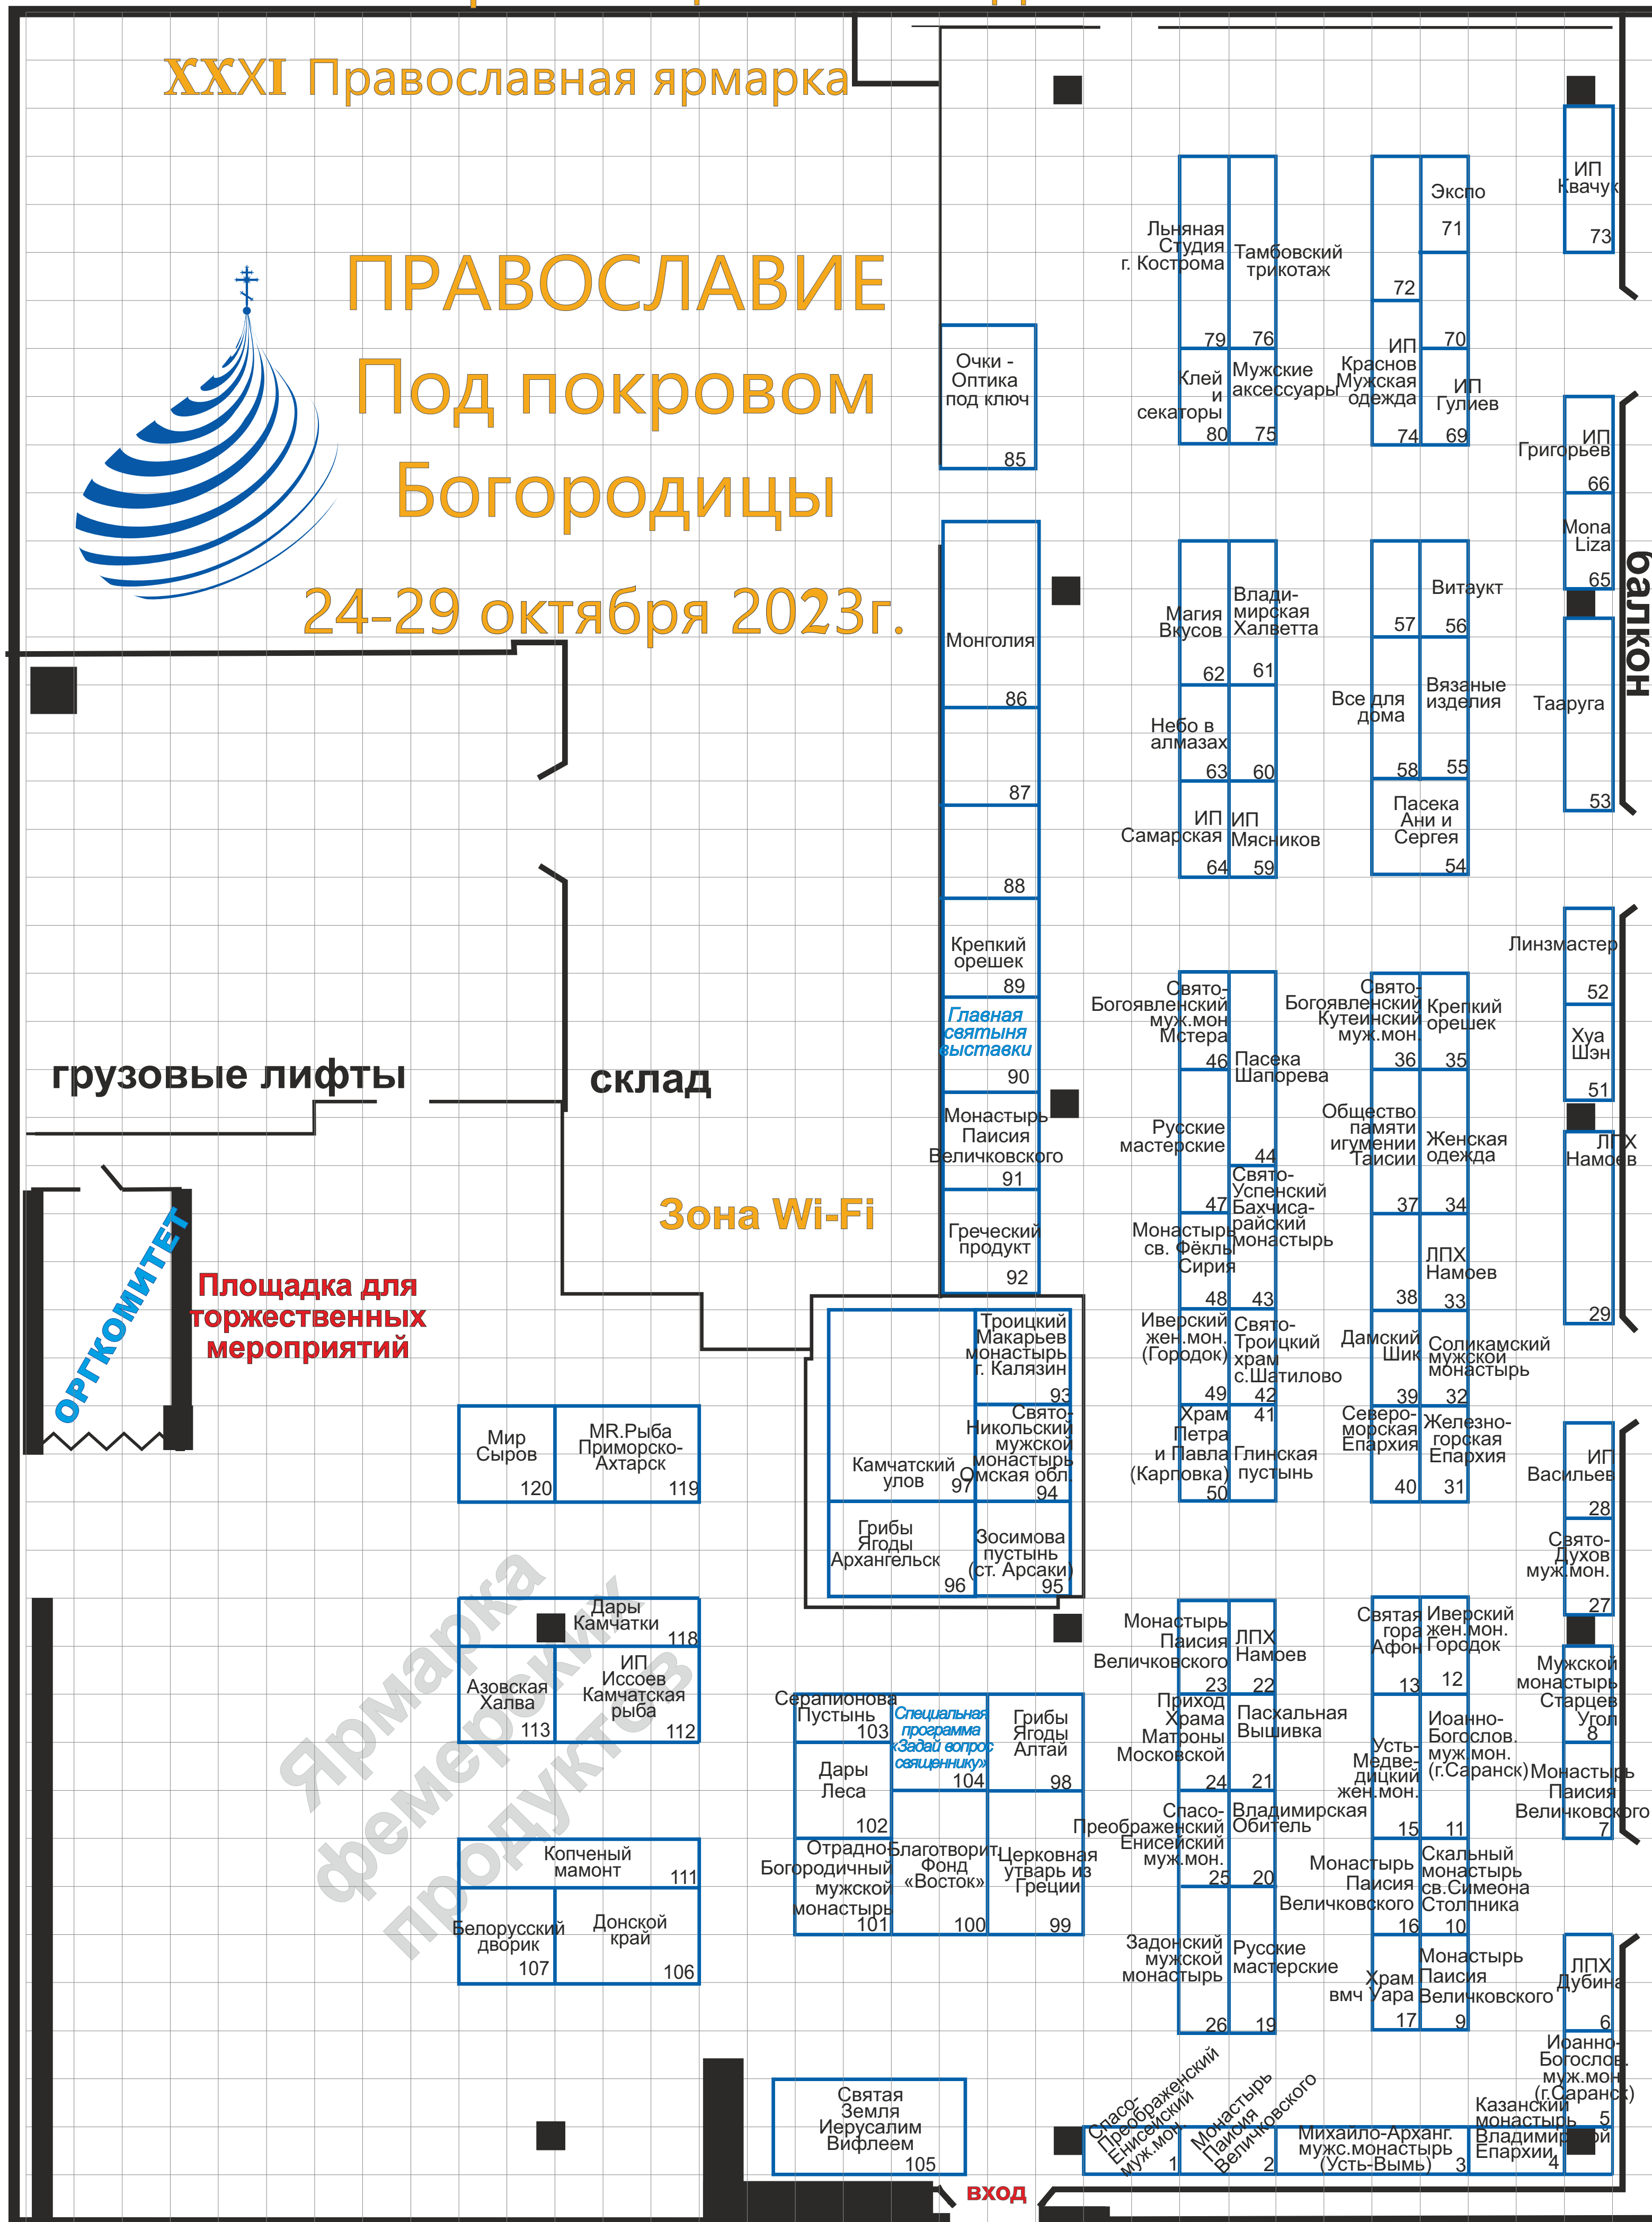 XXXI Православная ярмарка
ПРАВОСЛАВИЕ
Под покровом
Богородицы
24-29 октября 2023г.
грузовые лифты
склад
Зона Wi-Fi
оргкомитет
Площадка для
торжественных
мероприятий
балкон
Ярмарка
фемерских
продуктов
вход
Льняная
Студия
г. Кострома
79
Тамбовский
трикотаж
76
72
Экспо
71
70
ИП
Квачук
73
Клей
и
секаторы
80
Мужские
аксессуары
75
ИП
Краснов
Мужская
одежда
74
ИП
Гулиев
69
Очки -
Оптика
под ключ
85
ИП
Григорьев
66
Mona
Liza
65
Монголия
86
87
88
Крепкий
орешек
89
Главная
святыня
выставки
90
Монастырь
Паисия
Величковского
91
Греческий
продукт
92
Магия
Вкусов
62
Влади-
мирская
Халветта
61
57
Витаукт
56
Небо в
алмазах
63
60
Все для
дома
58
Вязаные
изделия
55
Тааруга
53
ИП
Самарская
64
ИП
Мясников
59
Пасека
Ани и
Сергея
54
Линзмастер
52
Хуа
Шэн
51
Свято-
Богоявленский
муж.мон
Мстера
46
Пасека
Шапорева
44
Свято-
Богоявленский
Кутеинский
муж.мон.
36
Крепкий
орешек
35
Русские
мастерские
47
Свято-
Успенский
Бахчиса-
райский
монастырь
43
Общество
памяти
игумении
Таисии
37
Женская
одежда
34
ЛПХ
Намоев
29
Монастырь
св. Фёклы
Сирия
48
38
ЛПХ
Намоев
33
Иверский
жен.мон.
(Городок)
49
Свято-
Троицкий
храм
с.Шатилово
42
Дамский
Шик
39
Соликамский
мужской
монастырь
32
Храм
Петра
и Павла
(Карповка)
50
41
Глинская
пустынь
Северо-
морская
Епархия
40
Железно-
горская
Епархия
31
ИП
Васильев
28
Свято-
Духов
муж.мон.
27
Троицкий
Макарьев
монастырь
г. Калязин
93
Свято-
Никольский
мужской
монастырь
Омская обл.
94
Камчатский
улов
97
Грибы
Ягоды
Архангельск
96
Зосимова
пустынь
(ст. Арсаки)
95
Мир
Сыров
120
MR.Рыба
Приморско-
Ахтарск
119
Дары
Камчатки
118
Азовская
Халва
113
ИП
Иссоев
Камчатская
рыба
112
Копченый
мамонт
111
Белорусский
дворик
107
Донской
край
106
Серапионова
Пустынь
103
Специальная
программа
«Задай вопрос
священнику»
104
Грибы
Ягоды
Алтай
98
Дары
Леса
102
Отрадно-
Богородичный
мужской
монастырь
101
Благотворит.
Фонд
«Восток»
100
Церковная
утварь из
Греции
99
Монастырь
Паисия
Величковского
23
ЛПХ
Намоев
22
Святая
гора
Афон
13
Иверский
жен.мон.
Городок
12
Мужской
монастырь
Старцев
Угол
8
Приход
Храма
Матроны
Московской
24
Пасхальная
Вышивка
21
Усть-
Медве-
дицкий
жен.мон.
15
Иоанно-
Богослов.
муж.мон.
(г.Саранск)
11
Монастырь
Паисия
Величковского
7
Спасо-
Преображенский
Енисейский
муж.мон.
25
Владимирская
Обитель
20
Монастырь
Паисия
Величковского
16
Скальный
монастырь
св.Симеона
Столпника
10
Задонский
мужской
монастырь
26
Русские
мастерские
19
Храм
вмч Уара
17
Монастырь
Паисия
Величковского
9
ЛПХ
Дубина
6
Иоанно-
Богослов.
муж.мон.
(г.Саранск)
5
Святая
Земля
Иерусалим
Вифлеем
105
Спасо-
Преображенский
Енисейский
муж.мон.
1
Монастырь
Паисия
Величковского
2
Михайло-Арханг.
мужс.монастырь
(Усть-Вымь)
3
Казанский
монастырь
Владимирской
Епархии
4